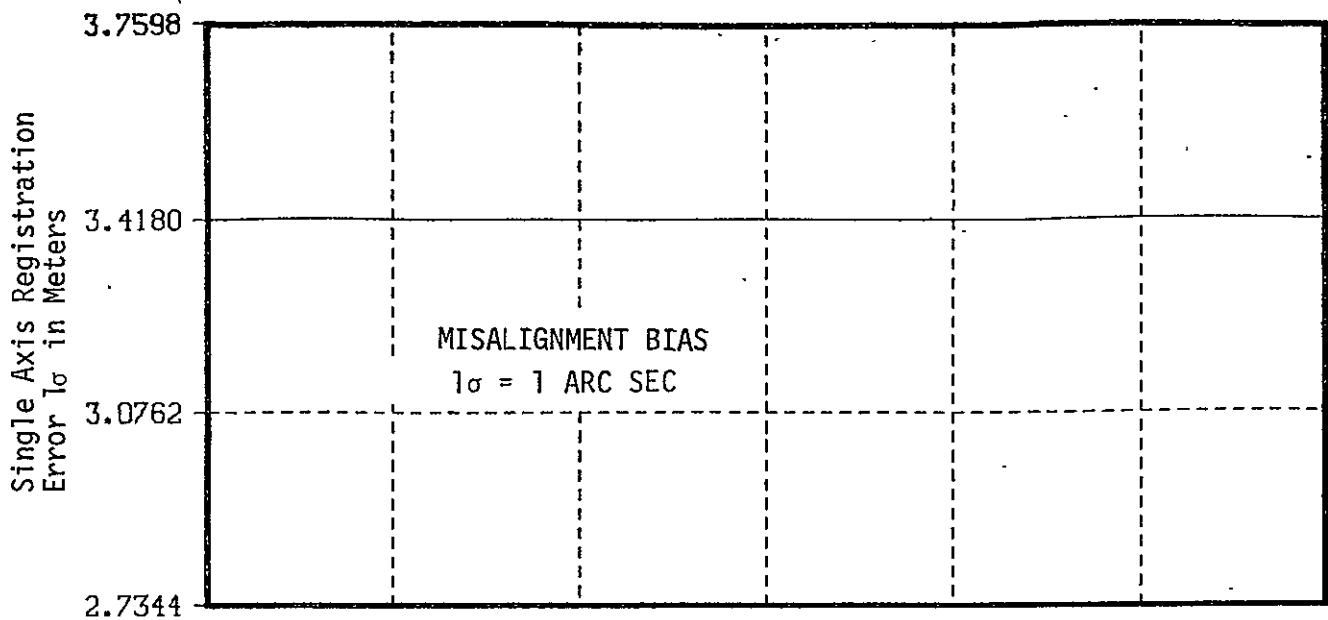 3.7598
3.4180
3.0762
2.7344
Single Axis Registration
Error 1σ in Meters
MISALIGNMENT BIAS
1σ = 1 ARC SEC